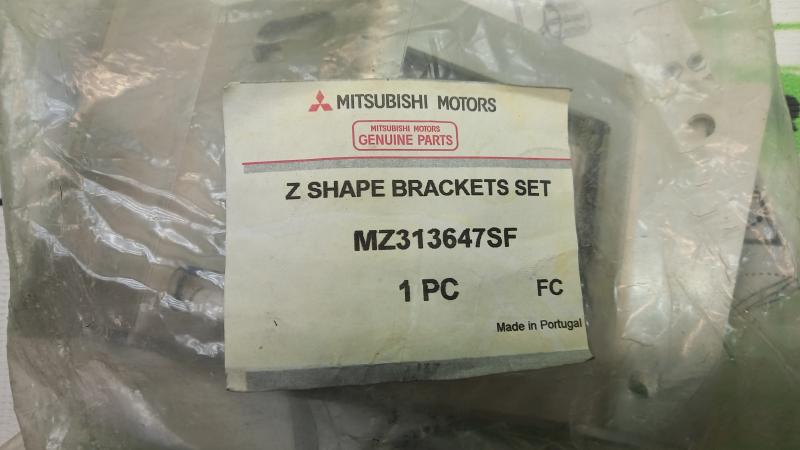 MITSUBISHI MOTORS
MITSUBISHI MOTORS
GENUINE PARTS
Z SHAPE BRACKETS SET
MZ313647SF
1 PC FC
Made in Portugal